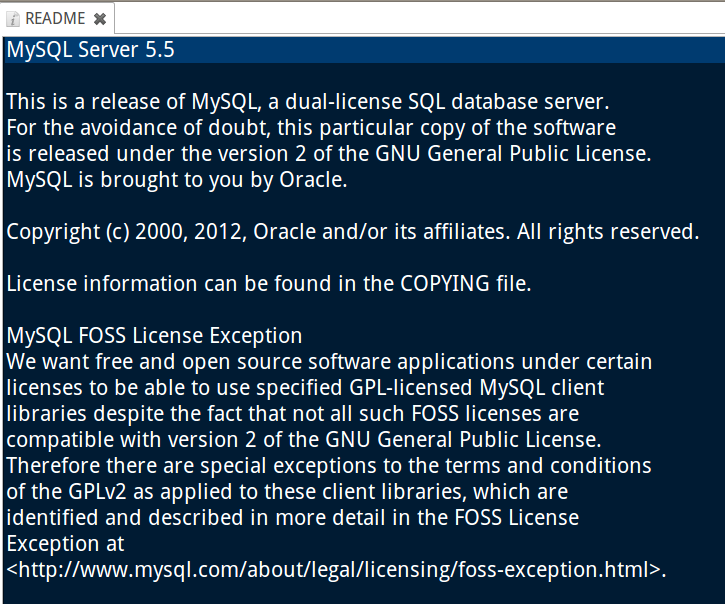 README
MySQL Server 5.5
This is a release of MySQL, a dual-license SQL database server.
For the avoidance of doubt, this particular copy of the software
is released under the version 2 of the GNU General Public License.
MySQL is brought to you by Oracle.
Copyright (c) 2000, 2012, Oracle and/or its affiliates. All rights reserved.
License information can be found in the COPYING file.
MySQL FOSS License Exception
We want free and open source software applications under certain
licenses to be able to use specified GPL-licensed MySQL client
libraries despite the fact that not all such FOSS licenses are
compatible with version 2 of the GNU General Public License.
Therefore there are special exceptions to the terms and conditions
of the GPLv2 as applied to these client libraries, which are
identified and described in more detail in the FOSS License
Exception at
<http://www.mysql.com/about/legal/licensing/foss-exception.html>.